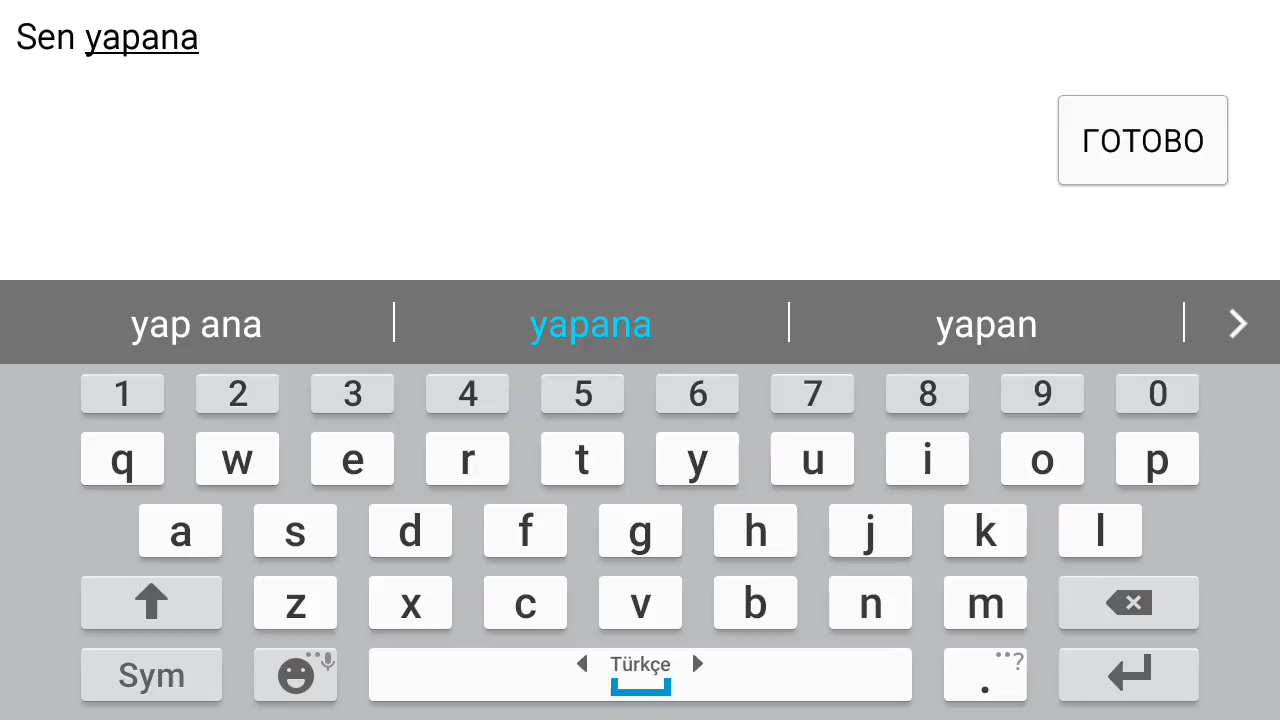 Sen yapana
ГОТОВО
yap ana yapana yapan
1 2 3 4 5 6 7 8 9 0
q w e r t y u i o p
a s d f g h j k l
z x c v b n m
Sym Türkçe . ?